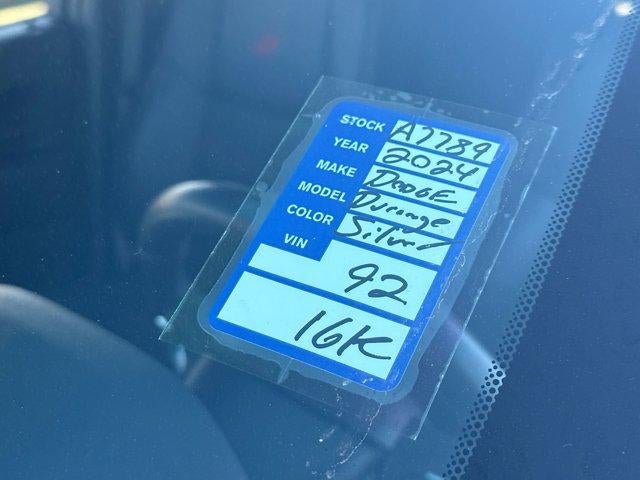 STOCK A7789
YEAR 2024
MAKE DODGE
MODEL Durango
COLOR Silver
VIN
92
16K